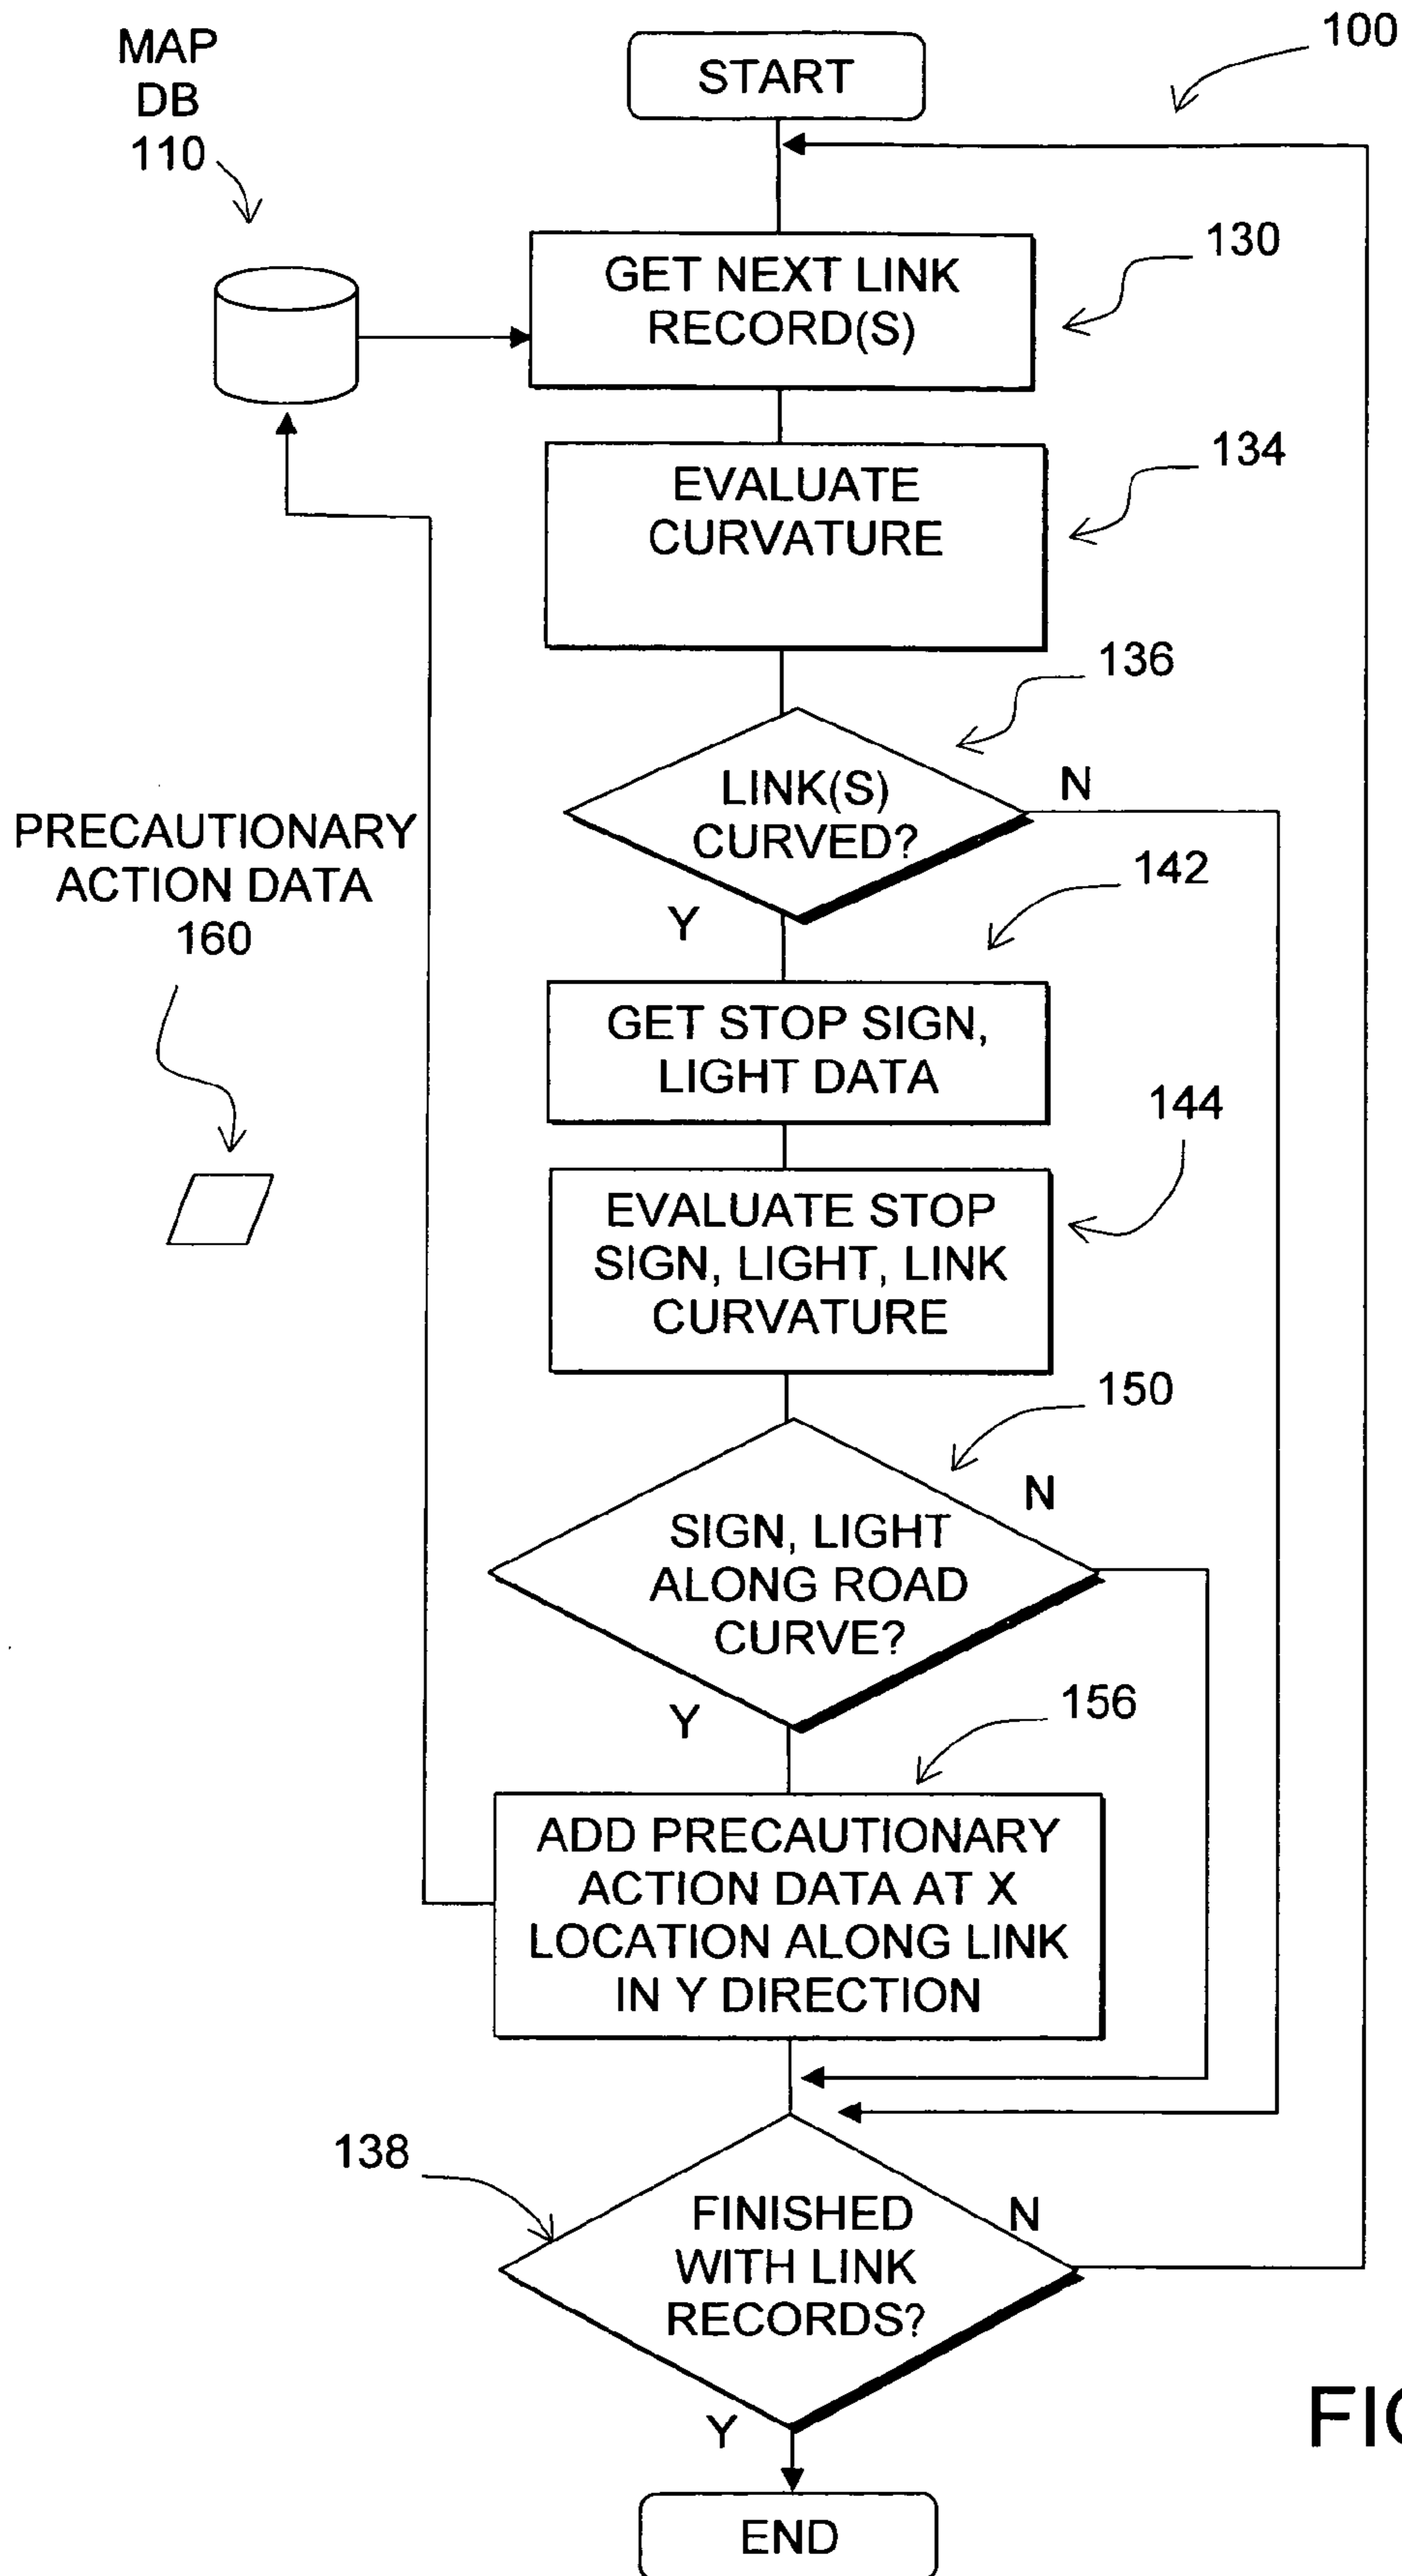 100
MAP
DB
110
START
GET NEXT LINK
RECORD(S)
130
EVALUATE
CURVATURE
134
136
LINK(S)
CURVED?
N
Y
PRECAUTIONARY
ACTION DATA
160
142
GET STOP SIGN,
LIGHT DATA
144
EVALUATE STOP
SIGN, LIGHT, LINK
CURVATURE
150
N
SIGN, LIGHT
ALONG ROAD
CURVE?
Y
156
ADD PRECAUTIONARY
ACTION DATA AT X
LOCATION ALONG LINK
IN Y DIRECTION
138
FINISHED
WITH LINK
RECORDS?
N
Y
END